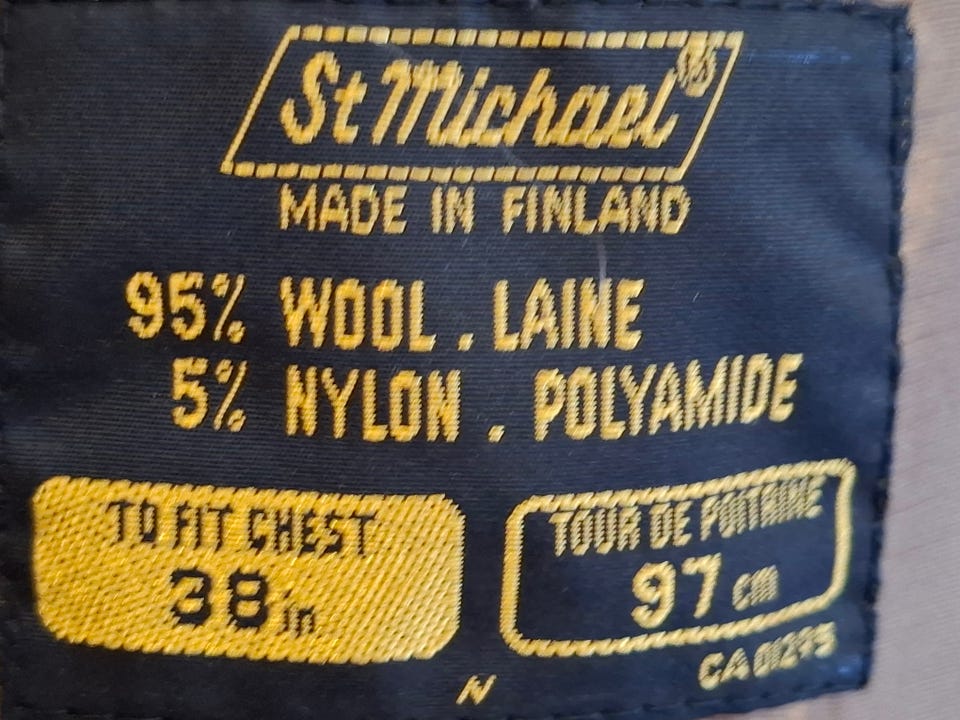 St Michael®
MADE IN FINLAND
95% WOOL . LAINE
5% NYLON . POLYAMIDE
TO FIT CHEST
38 in
TOUR DE POITRINE
97 cm
CA 01295
N